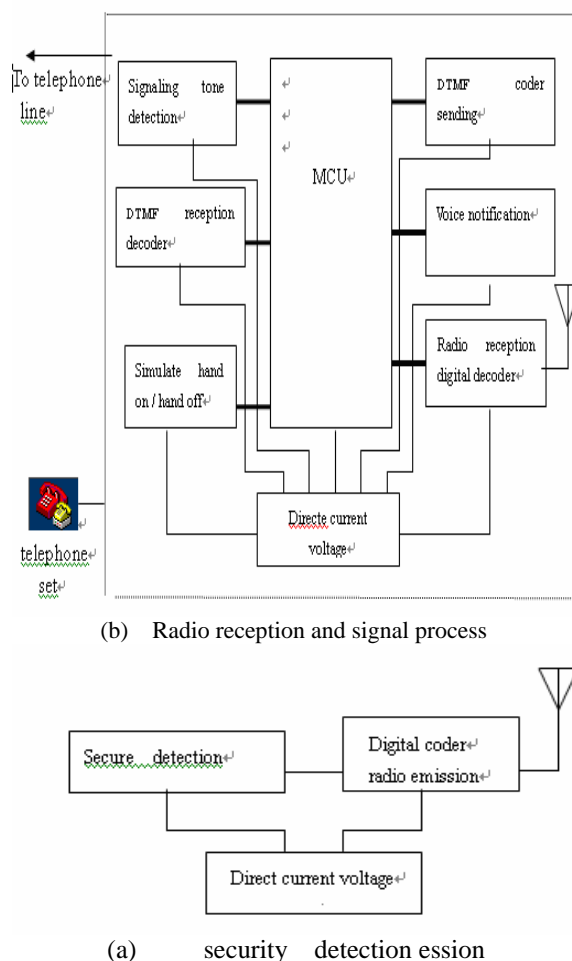 To telephone
line
Signaling tone
detection
DTMF reception
decoder
Simulate hand
on / hand off
MCU
DTMF coder
sending
Voice notification
Radio reception
digital decoder
Directe current
voltage
telephone
set
(b) Radio reception and signal process
Secure detection
Digital coder
radio emission
Direct current voltage
(a) security detection ession